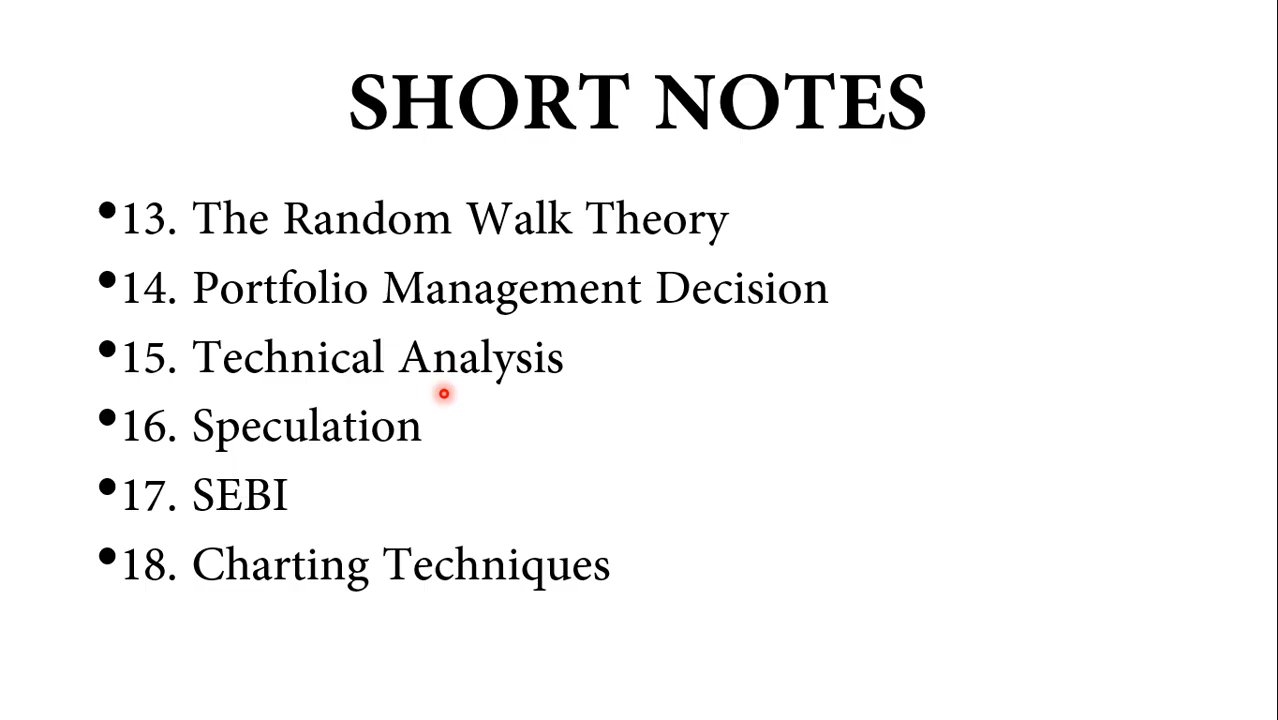 SHORT NOTES
•13. The Random Walk Theory
•14. Portfolio Management Decision
•15. Technical Analysis
•16. Speculation
•17. SEBI
•18. Charting Techniques